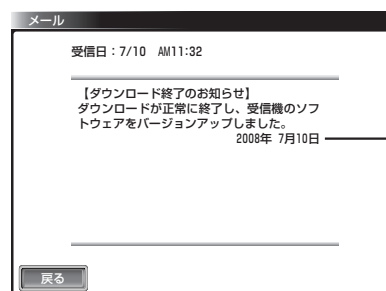 メール
受信日：7/10　AM11:32
【ダウンロード終了のお知らせ】
ダウンロードが正常に終了し、受信機のソフ
トウェアをバージョンアップしました。
2008年 7月10日
戻る